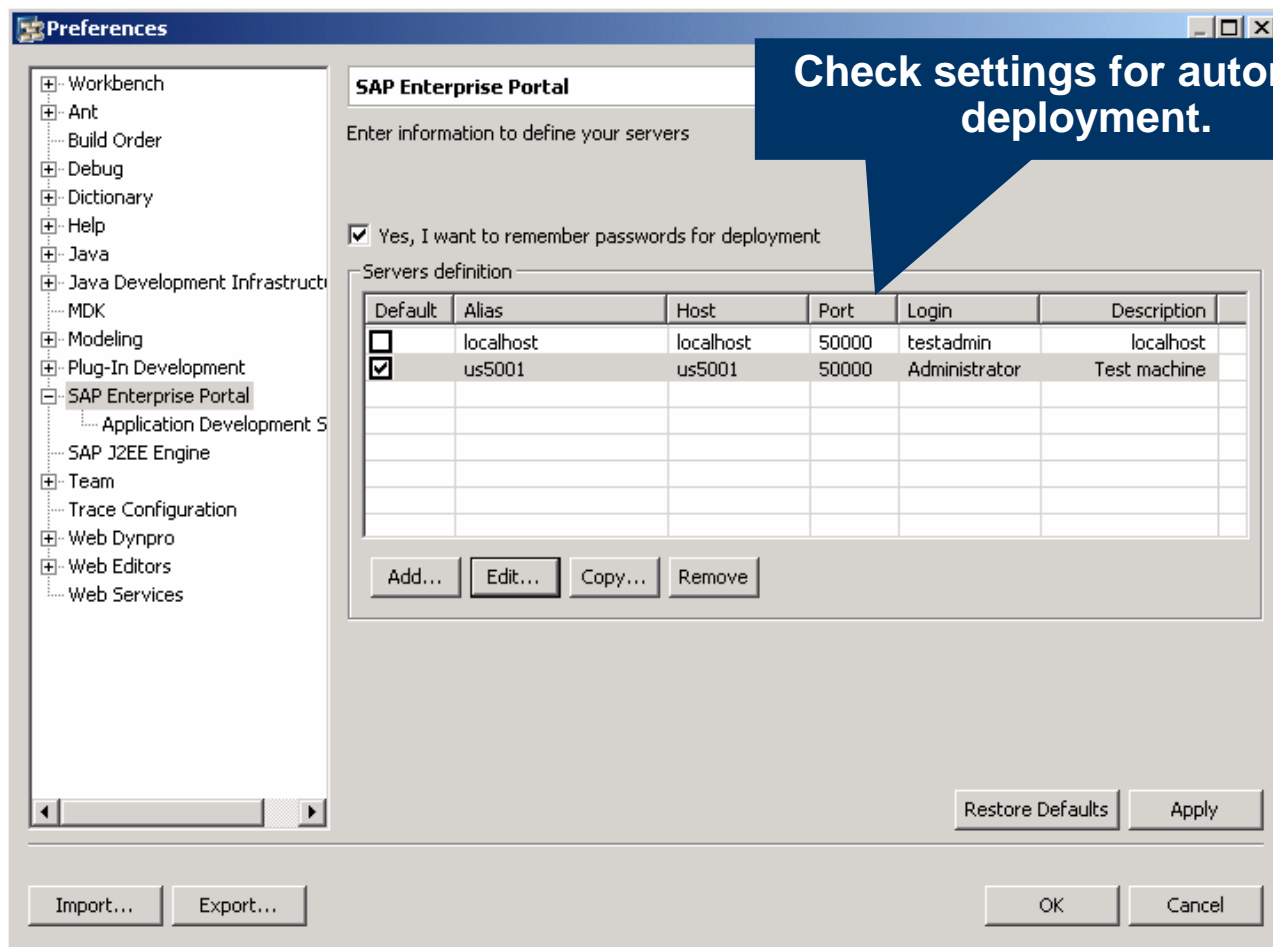 Preferences
Check settings for auto
deployment.
Workbench
Ant
Build Order
Debug
Dictionary
Help
Java
Java Development Infrastruct
MDK
Modeling
Plug-In Development
SAP Enterprise Portal
Application Development S
SAP J2EE Engine
Team
Trace Configuration
Web Dynpro
Web Editors
Web Services
SAP Enterprise Portal
Enter information to define your servers
Yes, I want to remember passwords for deployment
Servers definition
Default Alias Host Port Login Description
localhost localhost 50000 testadmin localhost
us5001 us5001 50000 Administrator Test machine
Add... Edit... Copy... Remove
Restore Defaults Apply
Import... Export... OK Cancel